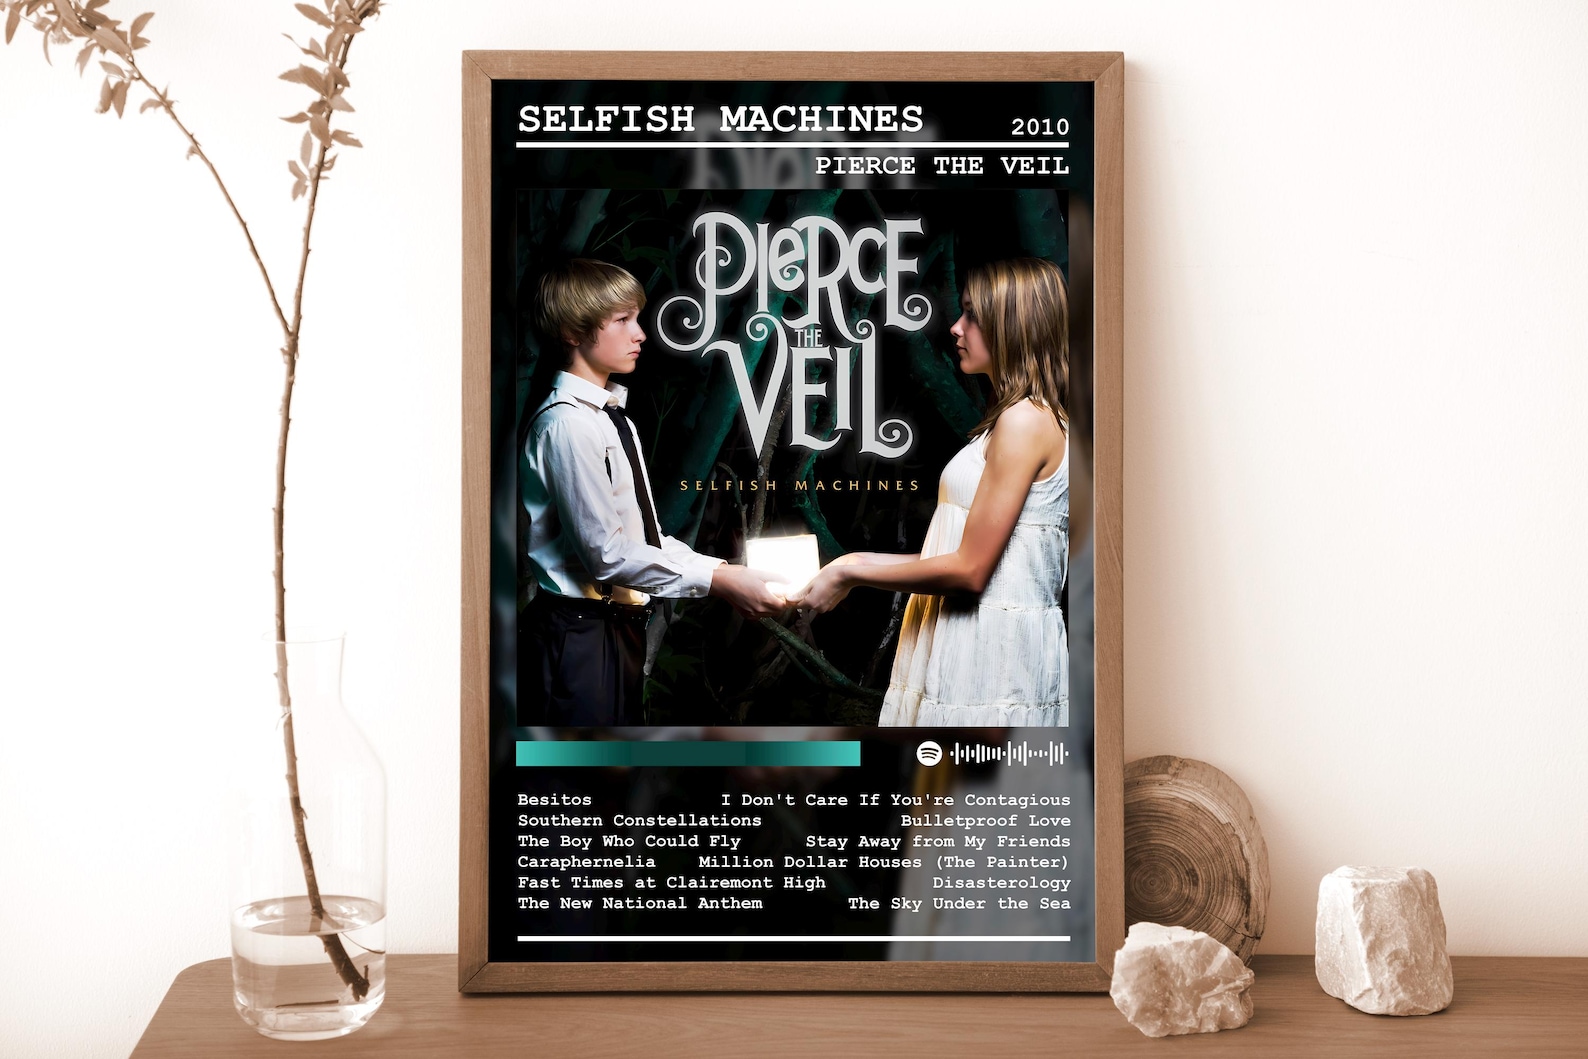 SELFISH MACHINES 2010
PIERCE THE VEIL
PIERCE
THE
VEIL
SELFISH MACHINES
Besitos I Don't Care If You're Contagious
Southern Constellations Bulletproof Love
The Boy Who Could Fly Stay Away from My Friends
Caraphernelia Million Dollar Houses (The Painter)
Fast Times at Clairemont High Disasterology
The New National Anthem The Sky Under the Sea